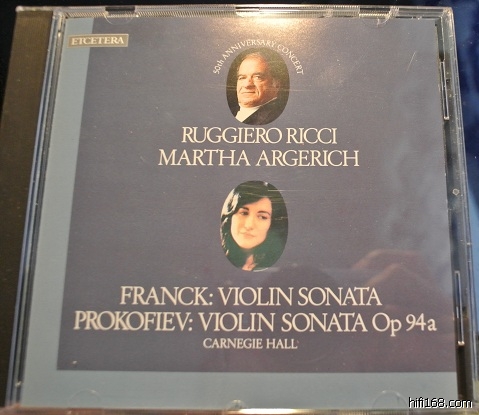 ETCETERA
50th ANNIVERSARY CONCERT
RUGGIERO RICCI
MARTHA ARGERICH
FRANCK: VIOLIN SONATA
PROKOFIEV: VIOLIN SONATA Op 94a
CARNEGIE HALL
hifi168.com